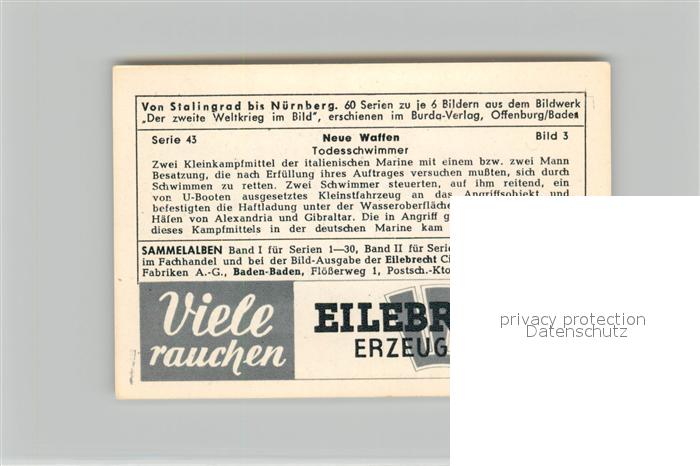 Von Stalingrad bis Nürnberg. 60 Serien zu je 6 Bildern aus dem Bildwerk
„Der zweite Weltkrieg im Bild", erschienen im Burda-Verlag, Offenburg/Baden
Serie 43 Neue Waffen Bild 3
Todesschwimmer
Zwei Kleinkampfmittel der italienischen Marine mit einem bzw. zwei Mann
Besatzung, die nach Erfüllung ihres Auftrages versuchen mußten, sich durch
Schwimmen zu retten. Zwei Schwimmer steuerten, auf ihm reitend, ein
von U-Booten ausgesetztes Kleinstfahrzeug an das Angriffsobjekt und
befestigten die Haftladung unter der Wasseroberfläche
Häfen von Alexandria und Gibraltar. Die in Angriff g
dieses Kampfmittels in der deutschen Marine kam
SAMMELALBEN Band I für Serien 1—30, Band II für Serie
im Fachhandel und bei der Bild-Ausgabe der Eilebrecht Ci
Fabriken A.-G., Baden-Baden, Flößerweg 1, Postsch.-Kto
Viele
rauchen
EILEBR
ERZEUG
privacy protection
Datenschutz